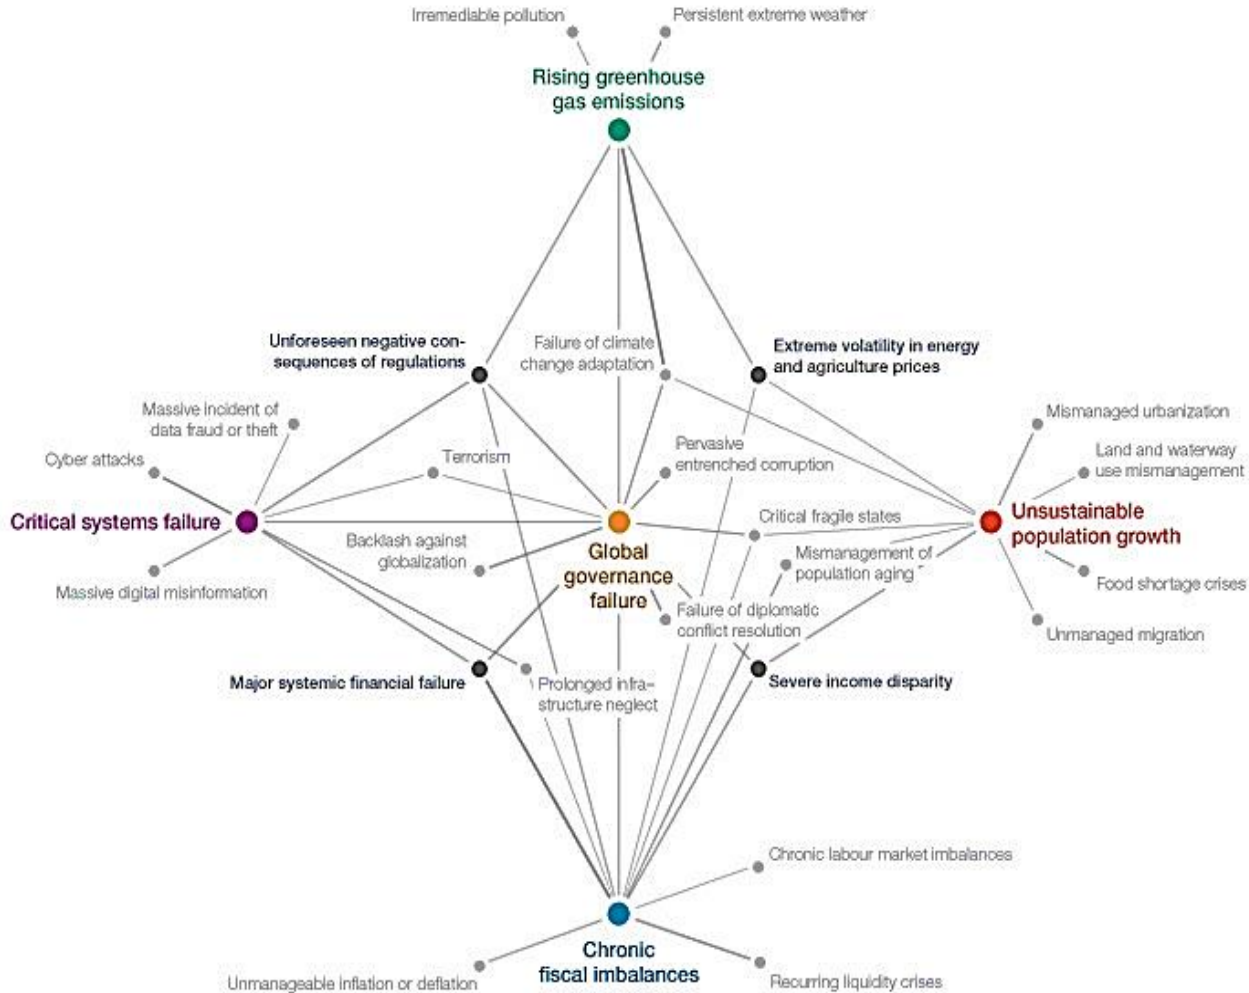 Irremediable pollution
Persistent extreme weather
Rising greenhouse
gas emissions
Unforeseen negative con-
sequences of regulations
Failure of climate
change adaptation
Extreme volatility in energy
and agriculture prices
Massive incident of
data fraud or theft
Mismanaged urbanization
Cyber attacks
Terrorism
Pervasive
entrenched corruption
Land and waterway
use mismanagement
Critical systems failure
Critical fragile states
Unsustainable
population growth
Backlash against
globalization
Global
governance
failure
Mismanagement of
population aging
Massive digital misinformation
Food shortage crises
Failure of diplomatic
conflict resolution
Unmanaged migration
Major systemic financial failure
Prolonged infra-
structure neglect
Severe income disparity
Chronic labour market imbalances
Chronic
fiscal imbalances
Unmanageable inflation or deflation
Recurring liquidity crises